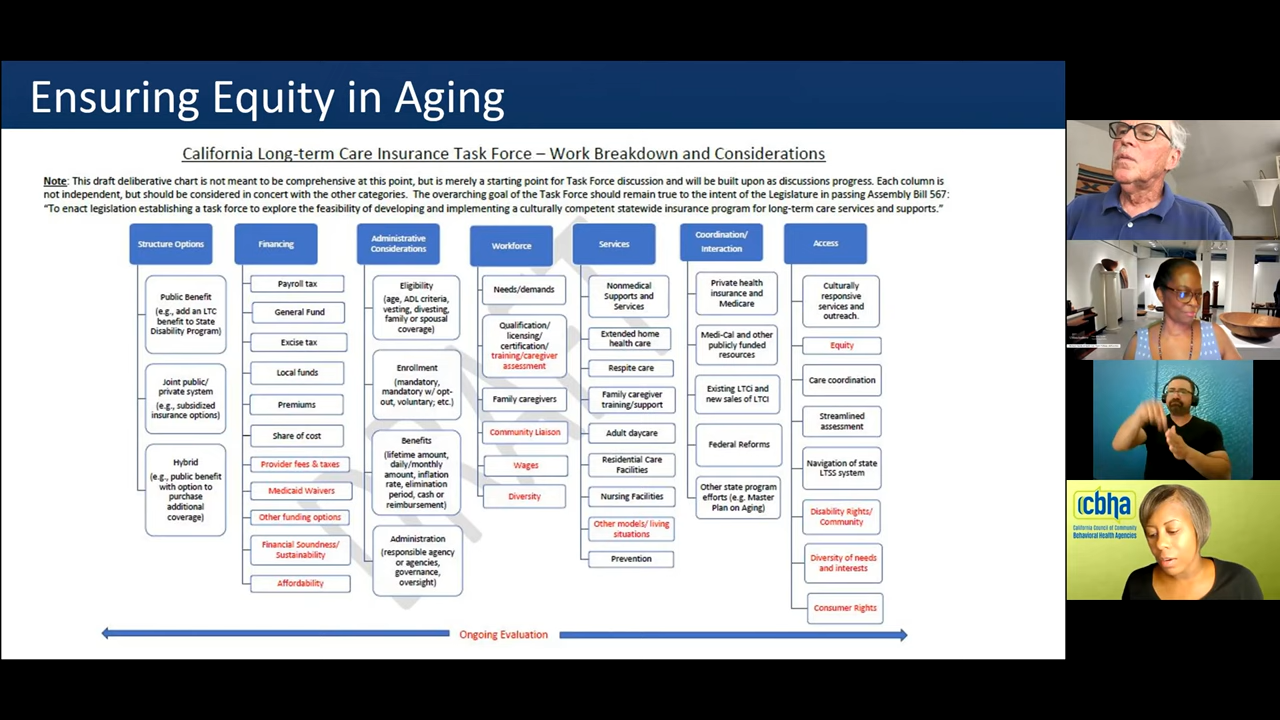 Ensuring Equity in Aging
California Long-term Care Insurance Task Force – Work Breakdown and Considerations
Note: This draft deliberative chart is not meant to be comprehensive at this point, but is merely a starting point for Task Force discussion and will be built upon as discussions progress. Each column is
not independent, but should be considered in concert with the other categories. The overarching goal of the Task Force should remain true to the intent of the Legislature in passing Assembly Bill 567:
“To enact legislation establishing a task force to explore the feasibility of developing and implementing a culturally competent statewide insurance program for long-term care services and supports.”
Structure Options
Public Benefit
(e.g., add an LTC
benefit to State
Disability Program)
Joint public/
private system
(e.g., subsidized
insurance options)
Hybrid
(e.g., public benefit
with option to
purchase
additional
coverage)
Financing
Payroll tax
General Fund
Excise tax
Local funds
Premiums
Share of cost
Provider fees & taxes
Medicaid Waivers
Other funding options
Financial Soundness/
Sustainability
Affordability
Administrative
Considerations
Eligibility
(age, ADL criteria,
vesting, divesting,
family or spousal
coverage)
Enrollment
(mandatory,
mandatory w/ opt-
out, voluntary; etc.)
Benefits
(lifetime amount,
daily/monthly
amount, inflation
rate, elimination
period, cash or
reimbursement)
Administration
(responsible agency
or agencies,
governance,
oversight)
Workforce
Needs/demands
Qualification/
licensing/
certification/
training/caregiver
assessment
Family caregivers
Community Liaison
Wages
Diversity
Services
Nonmedical
Supports and
Services
Extended home
health care
Respite care
Family caregiver
training/support
Adult daycare
Residential Care
Facilities
Nursing Facilities
Other models/ living
situations
Prevention
Coordination/
Interaction
Private health
insurance and
Medicare
Medi-Cal and other
publicly funded
resources
Existing LTCi and
new sales of LTCI
Federal Reforms
Other state program
efforts (e.g. Master
Plan on Aging)
Access
Culturally
responsive
services and
outreach.
Equity
Care coordination
Streamlined
assessment
Navigation of state
LTSS system
Disability Rights/
Community
Diversity of needs
and interests
Consumer Rights
Ongoing Evaluation
DRAFT
cbha
California Council of Community
Behavioral Health Agencies